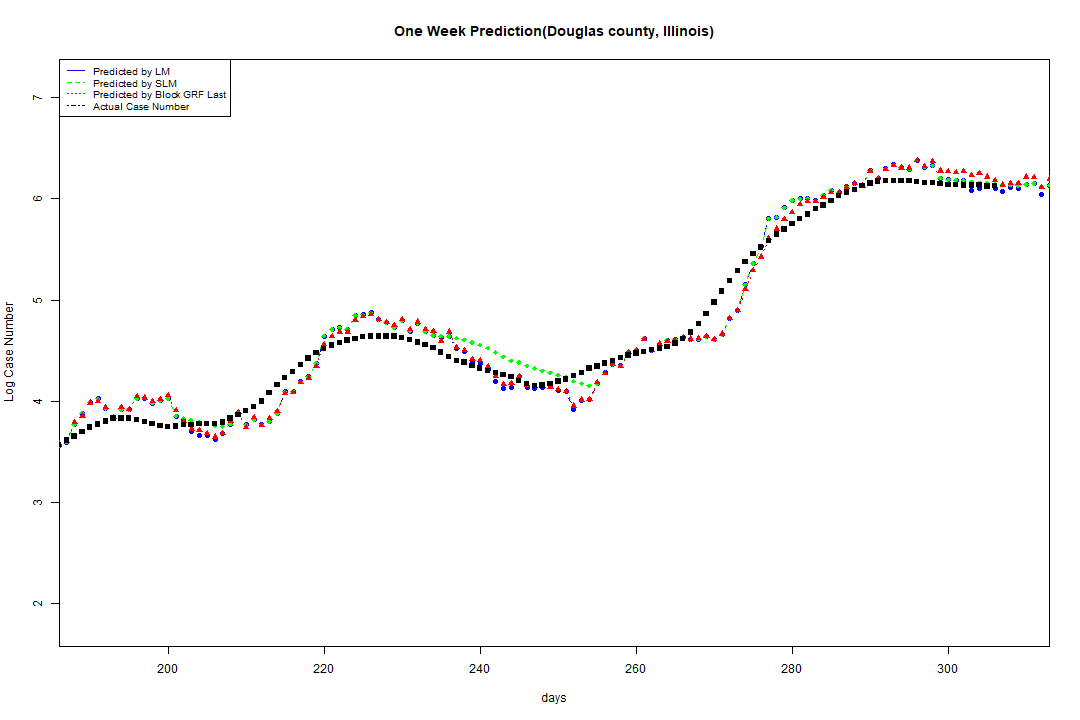 One Week Prediction(Douglas county, Illinois)
Predicted by LM
Predicted by SLM
Predicted by Block GRF Last
Actual Case Number
7
6
5
4
3
2
Log Case Number
200 220 240 260 280 300
days